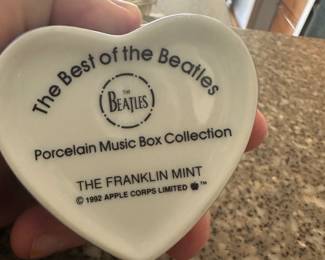 The Best of the Beatles
THE
BEATLES
Porcelain Music Box Collection
THE FRANKLIN MINT
© 1992 APPLE CORPS LIMITED ™